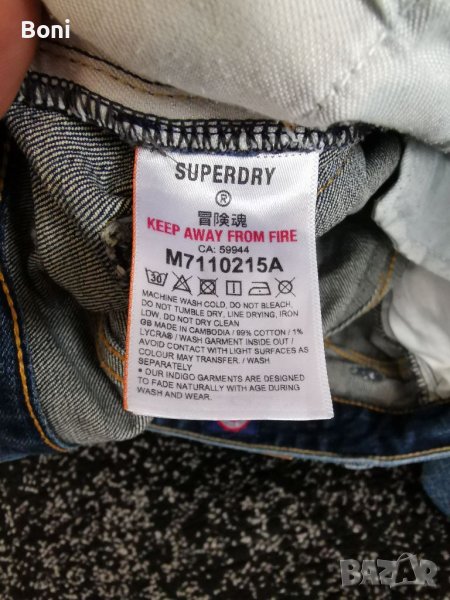 Boni
SUPERDRY
®
冒険魂
KEEP AWAY FROM FIRE
CA: 59944
M7110215A
30
MACHINE WASH COLD, DO NOT BLEACH,
DO NOT TUMBLE DRY, LINE DRYING, IRON
LOW, DO NOT DRY CLEAN
GB MADE IN CAMBODIA / 99% COTTON / 1%
LYCRA® / WASH GARMENT INSIDE OUT /
AVOID CONTACT WITH LIGHT SURFACES AS
COLOUR MAY TRANSFER. / WASH
SEPARATELY
• OUR INDIGO GARMENTS ARE DESIGNED
TO FADE NATURALLY WITH AGE DURING
WASH AND WEAR.
BAZAR